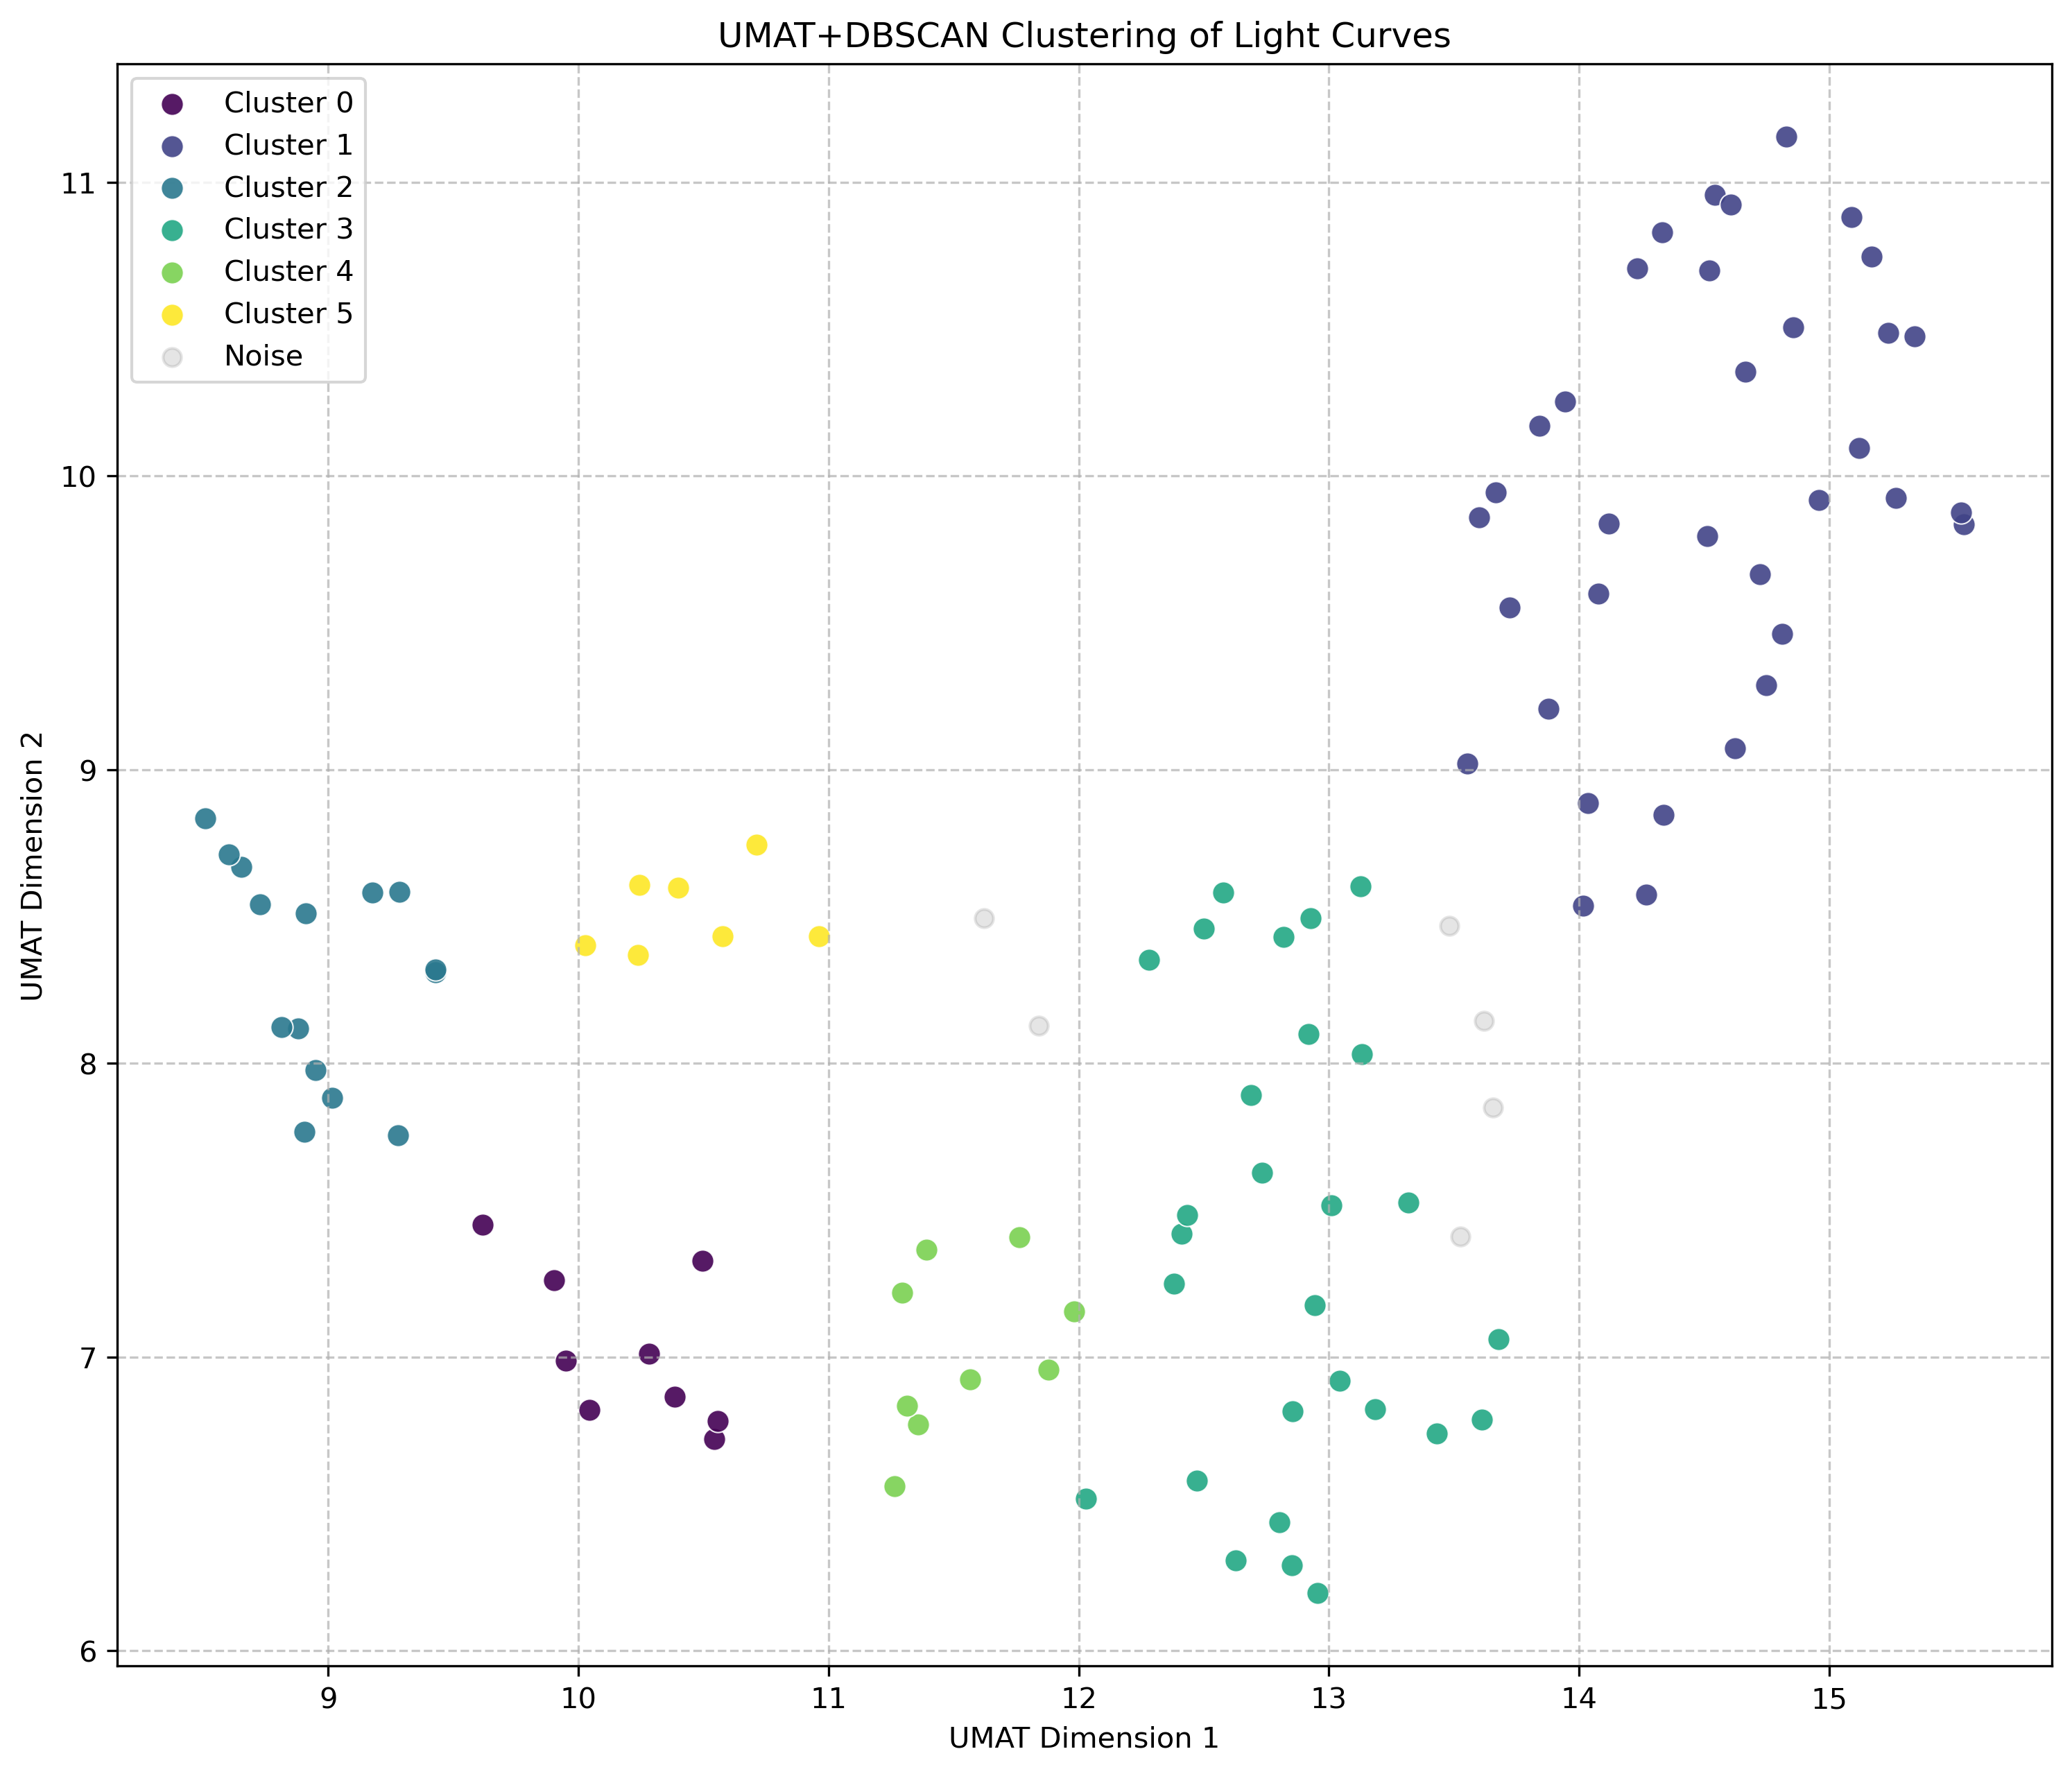 UMAT+DBSCAN Clustering of Light Curves
Cluster 0
Cluster 1
Cluster 2
Cluster 3
Cluster 4
Cluster 5
Noise
11
10
9
8
7
6
UMAT Dimension 2
9 10 11 12 13 14 15
UMAT Dimension 1